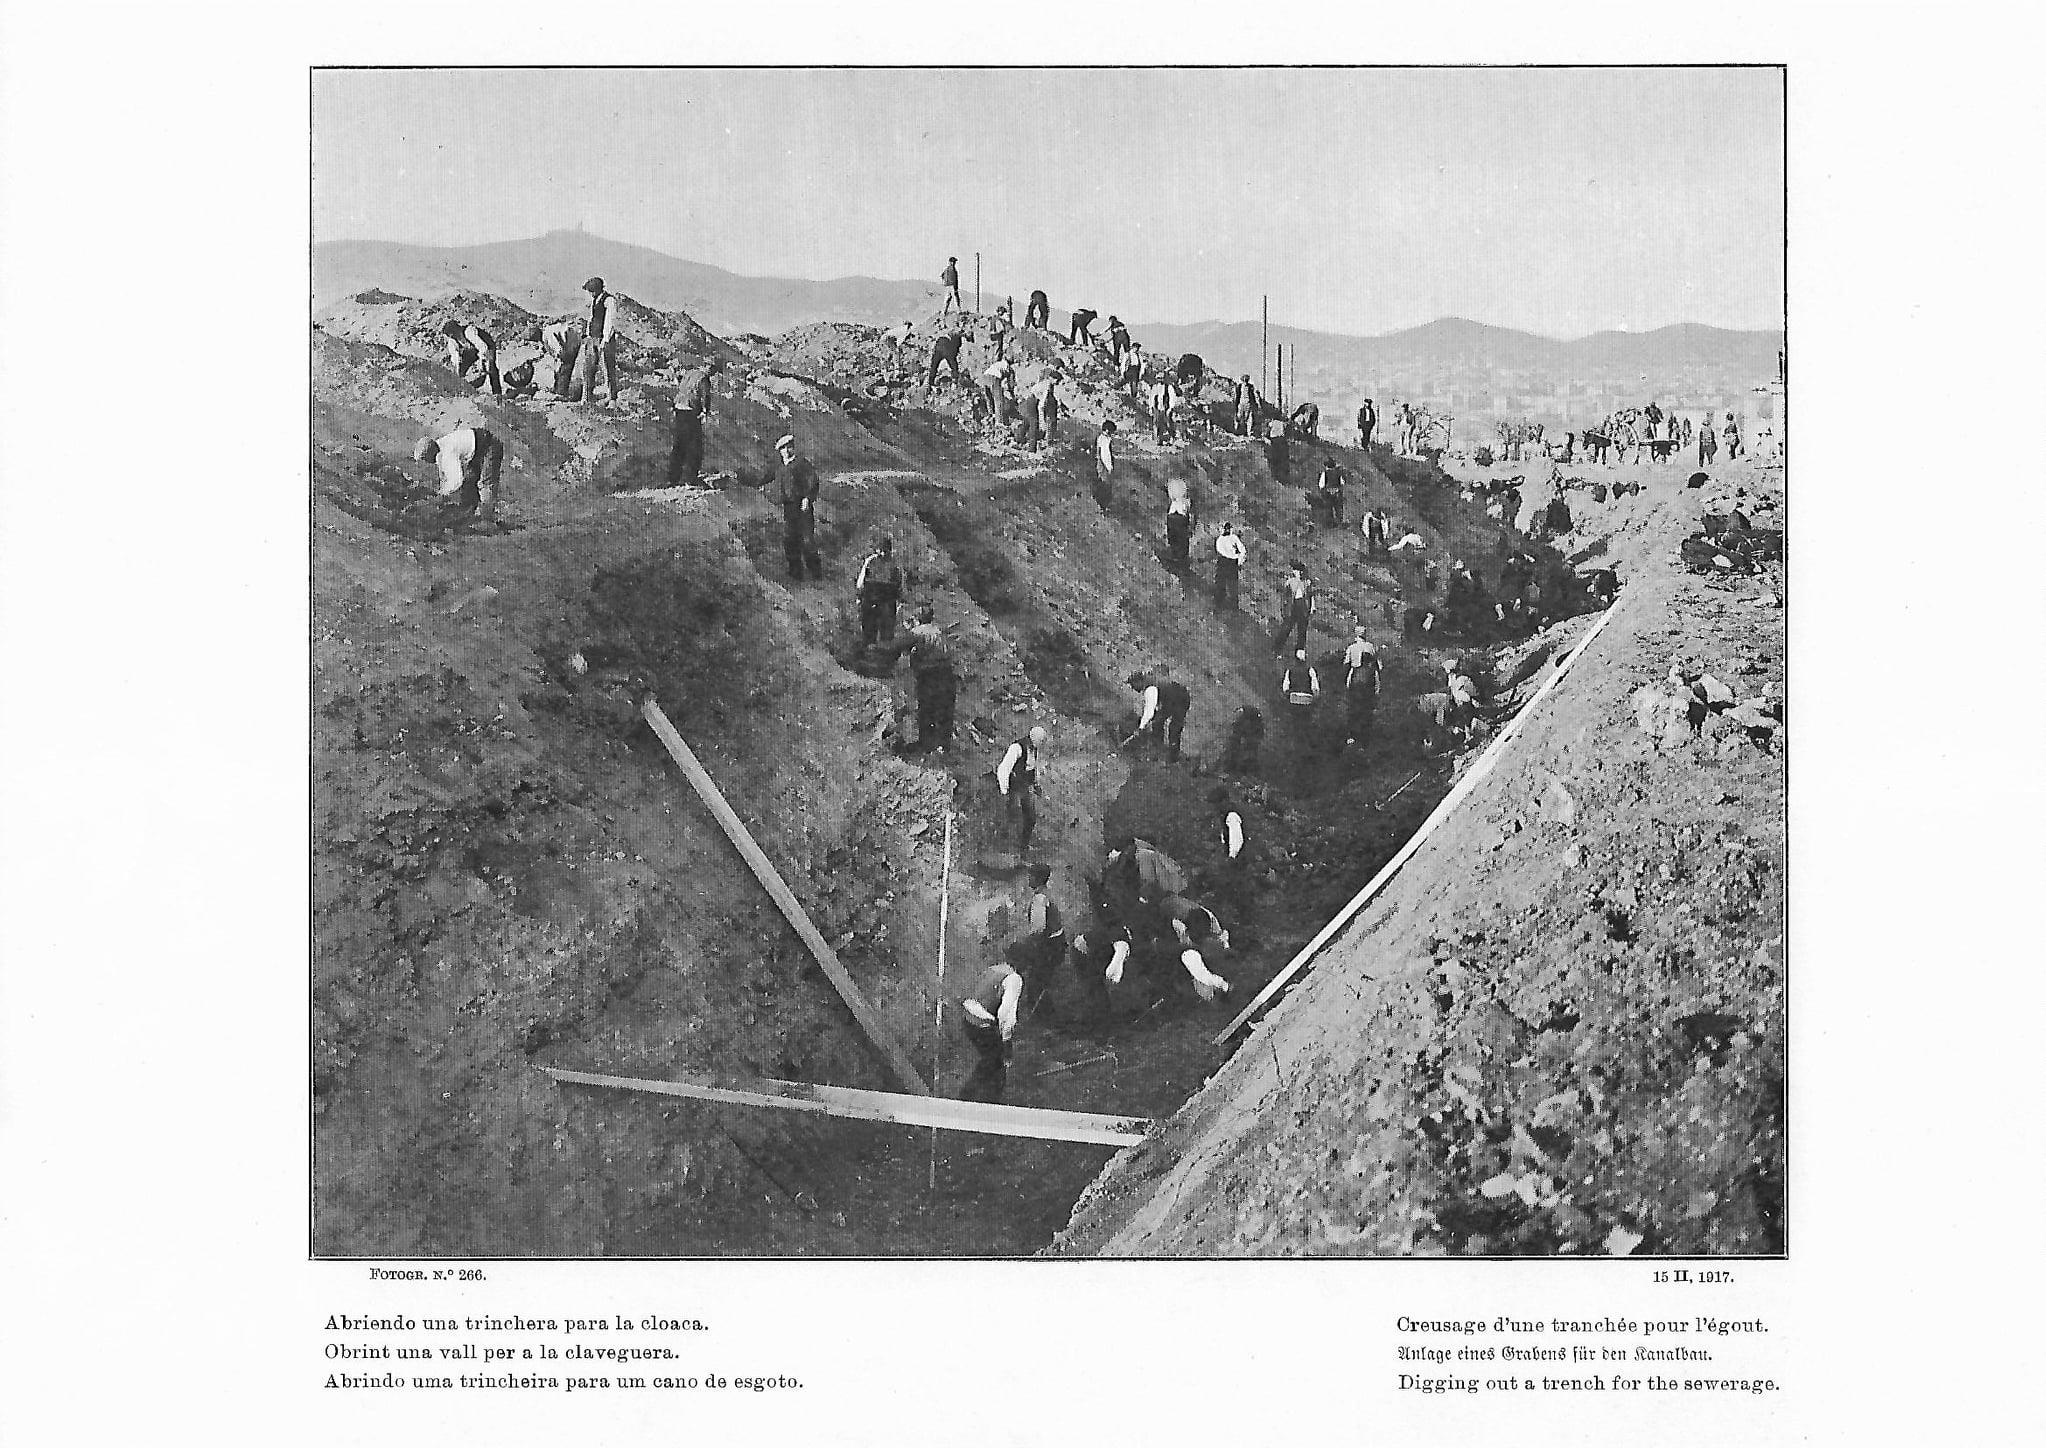 Fotogr. n.º 266.
15 II, 1917.
Abriendo una trinchera para la cloaca.
Obrint una vall per a la claveguera.
Abrindo uma trincheira para um cano de esgoto.
Creusage d'une tranchée pour l'égout.
Anlage eines Grabens für den Kanalbau.
Digging out a trench for the sewerage.